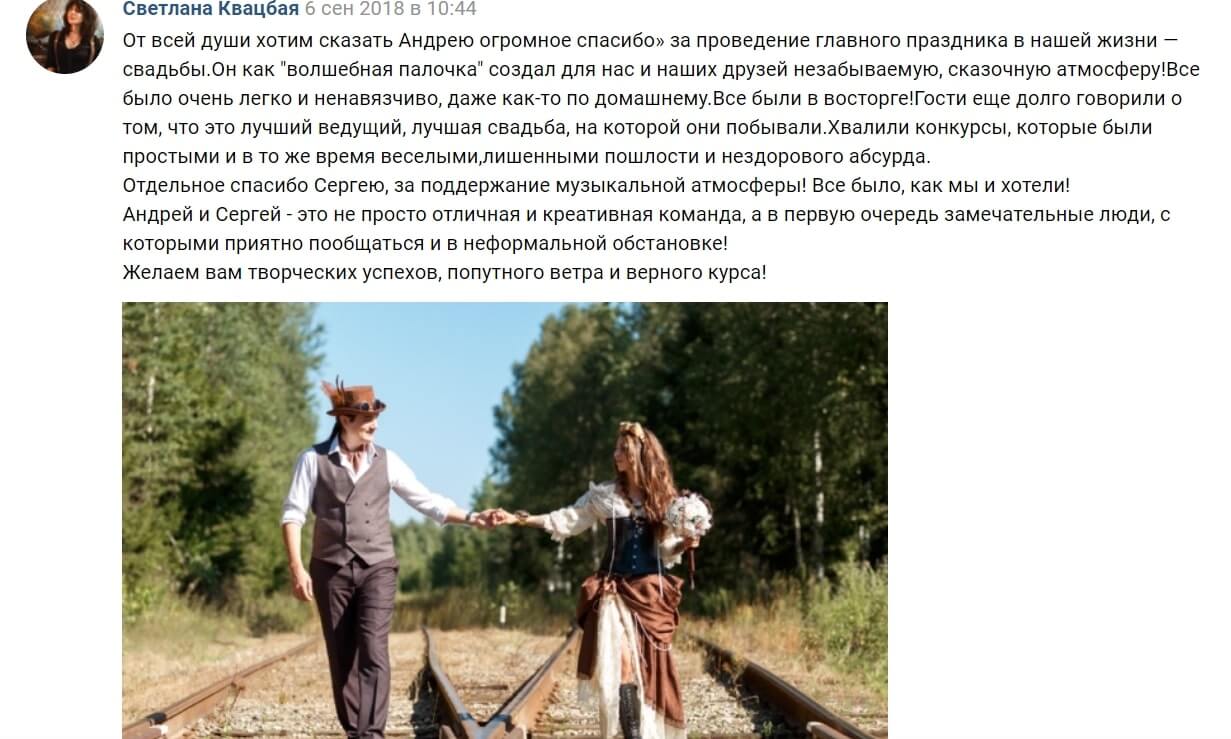 Светлана Квацбая 6 сен 2018 в 10:44
От всей души хотим сказать Андрею огромное спасибо» за проведение главного праздника в нашей жизни —
свадьбы.Он как "волшебная палочка" создал для нас и наших друзей незабываемую, сказочную атмосферу!Все
было очень легко и ненавязчиво, даже как-то по домашнему.Все были в восторге!Гости еще долго говорили о
том, что это лучший ведущий, лучшая свадьба, на которой они побывали.Хвалили конкурсы, которые были
простыми и в то же время веселыми,лишенными пошлости и нездорового абсурда.
Отдельное спасибо Сергею, за поддержание музыкальной атмосферы! Все было, как мы и хотели!
Андрей и Сергей - это не просто отличная и креативная команда, а в первую очередь замечательные люди, с
которыми приятно пообщаться и в неформальной обстановке!
Желаем вам творческих успехов, попутного ветра и верного курса!